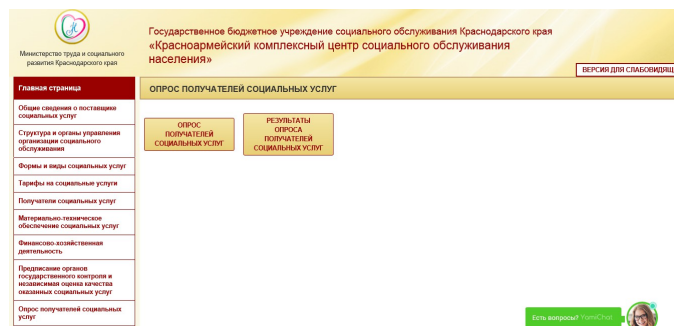 Министерство труда и социального
развития Краснодарского края
Государственное бюджетное учреждение социального обслуживания Краснодарского края
«Красноармейский комплексный центр социального обслуживания
населения»
ВЕРСИЯ ДЛЯ СЛАБОВИДЯЩ
Главная страница
Общие сведения о поставщике
социальных услуг
Структура и органы управления
организации социального
обслуживания
Формы и виды социальных услуг
Тарифы на социальные услуги
Получатели социальных услуг
Материально-техническое
обеспечение социальных услуг
Финансово-хозяйственная
деятельность
Предписание органов
государственного контроля и
независимая оценка качества
оказанных социальных услуг
Опрос получателей социальных
услуг
ОПРОС ПОЛУЧАТЕЛЕЙ СОЦИАЛЬНЫХ УСЛУГ
ОПРОС
ПОЛУЧАТЕЛЕЙ
СОЦИАЛЬНЫХ УСЛУГ
РЕЗУЛЬТАТЫ
ОПРОСА
ПОЛУЧАТЕЛЕЙ
СОЦИАЛЬНЫХ УСЛУГ
Есть вопросы? YamiChat